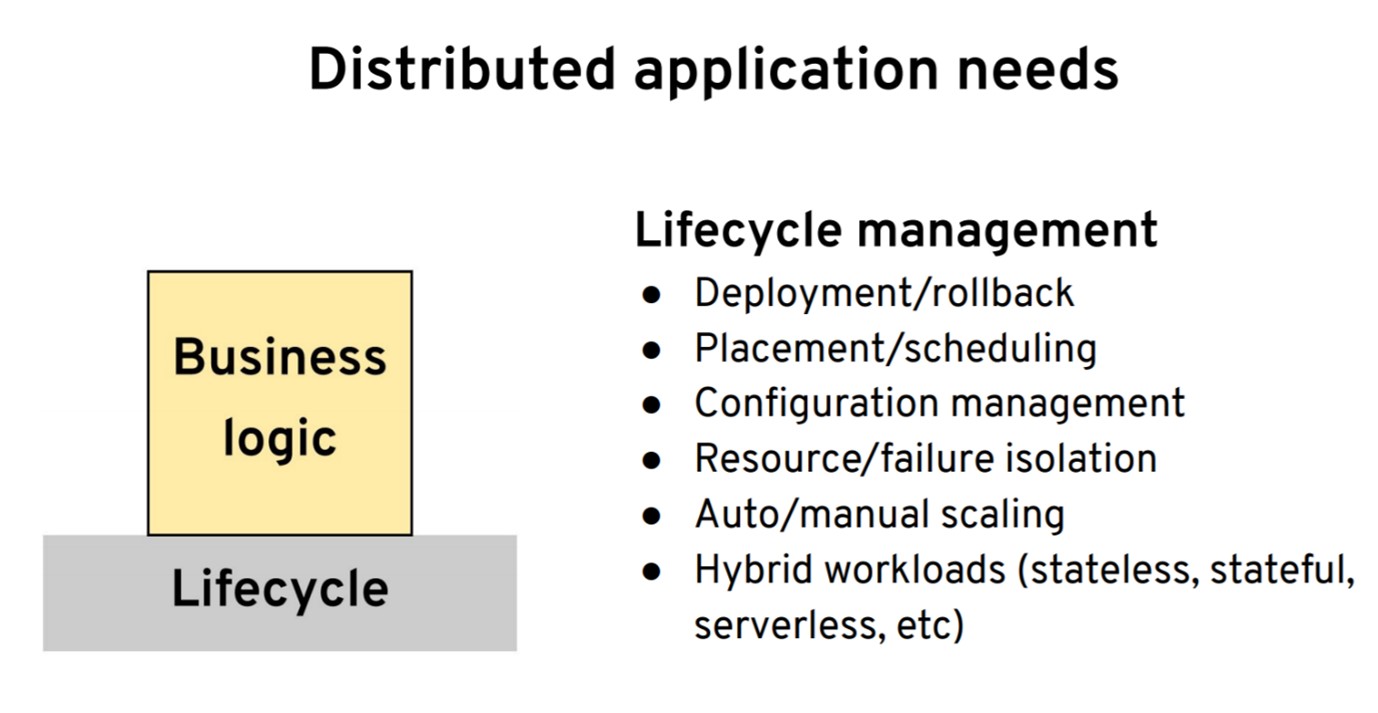 Distributed application needs
Business
logic
Lifecycle
Lifecycle management
● Deployment/rollback
● Placement/scheduling
● Configuration management
● Resource/failure isolation
● Auto/manual scaling
● Hybrid workloads (stateless, stateful,
serverless, etc)